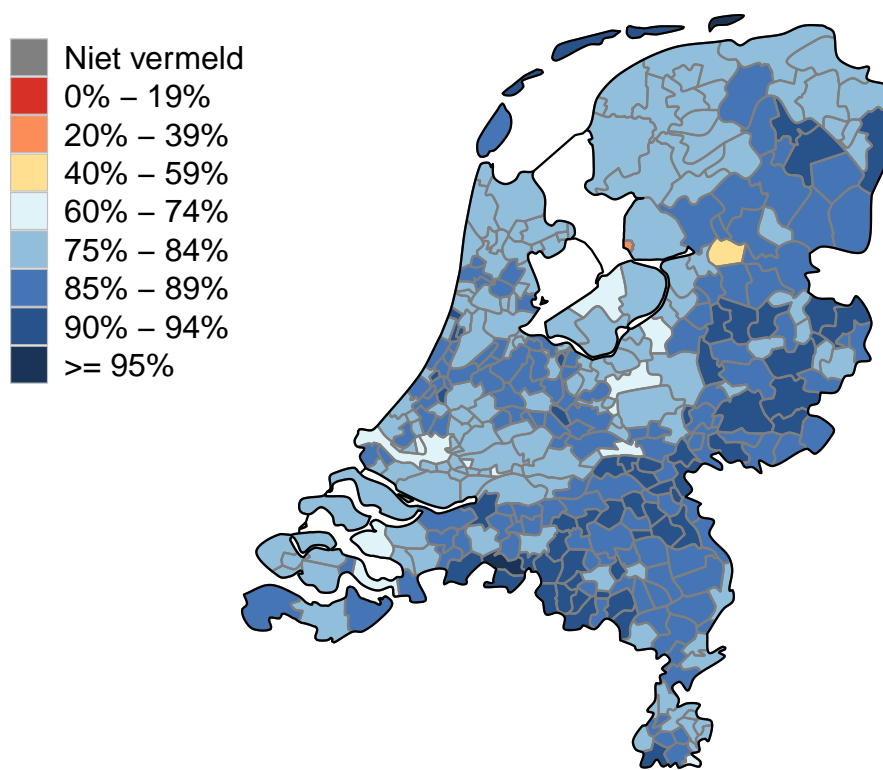 Niet vermeld
0% – 19%
20% – 39%
40% – 59%
60% – 74%
75% – 84%
85% – 89%
90% – 94%
>= 95%